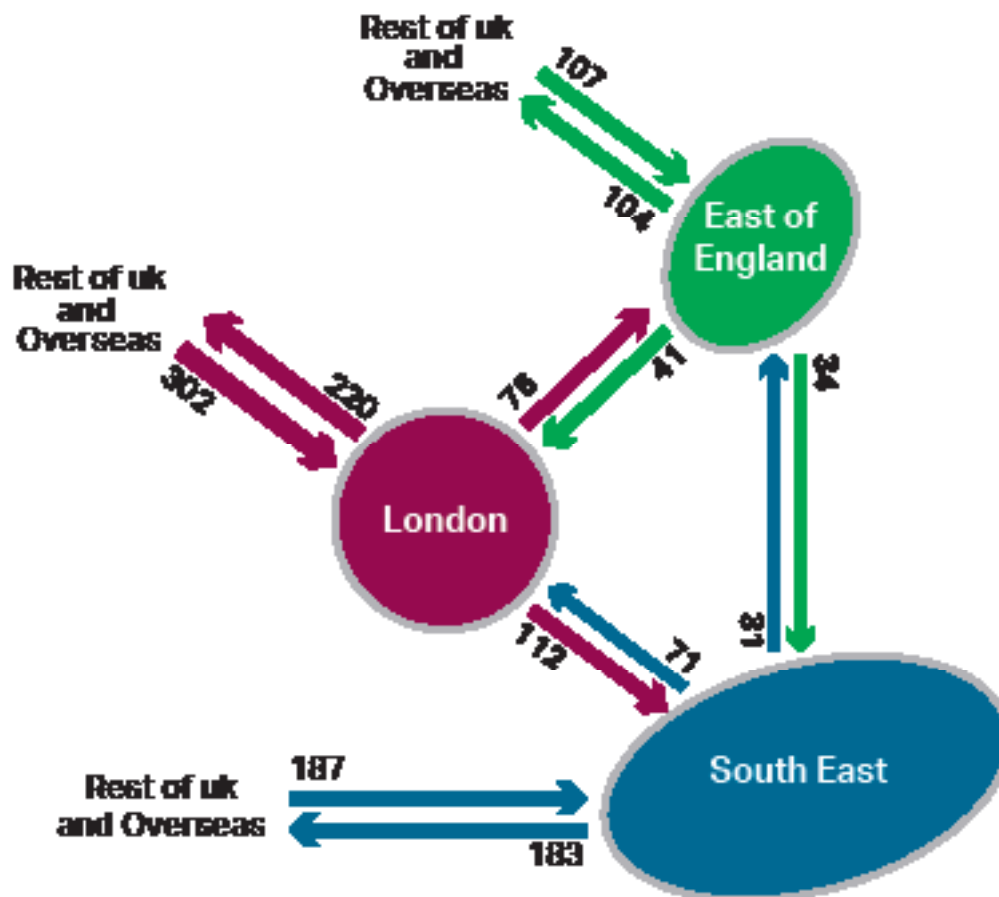 Rest of uk
and
Overseas
107
104
East of
England
Rest of uk
and
Overseas
302
220
78
41
34
London
112
71
31
South East
187
Rest of uk
and Overseas
183